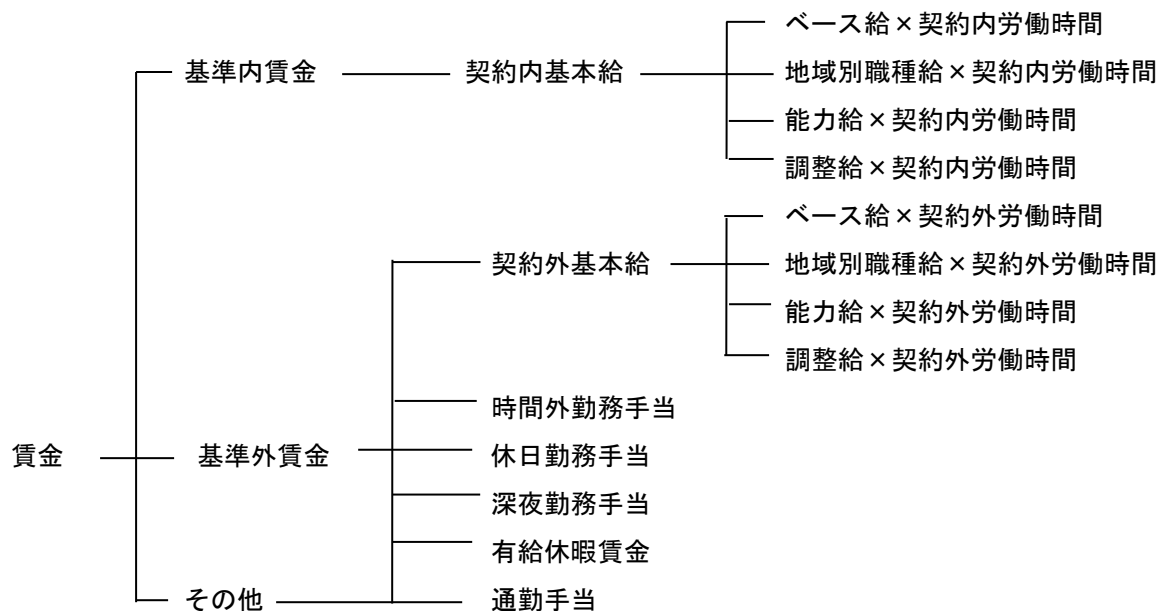 ベース給×契約内労働時間
基準内賃金 契約内基本給 地域別職種給×契約内労働時間
能力給×契約内労働時間
調整給×契約内労働時間
ベース給×契約外労働時間
契約外基本給 地域別職種給×契約外労働時間
能力給×契約外労働時間
調整給×契約外労働時間
時間外勤務手当
賃金 基準外賃金 休日勤務手当
深夜勤務手当
有給休暇賃金
その他 通勤手当